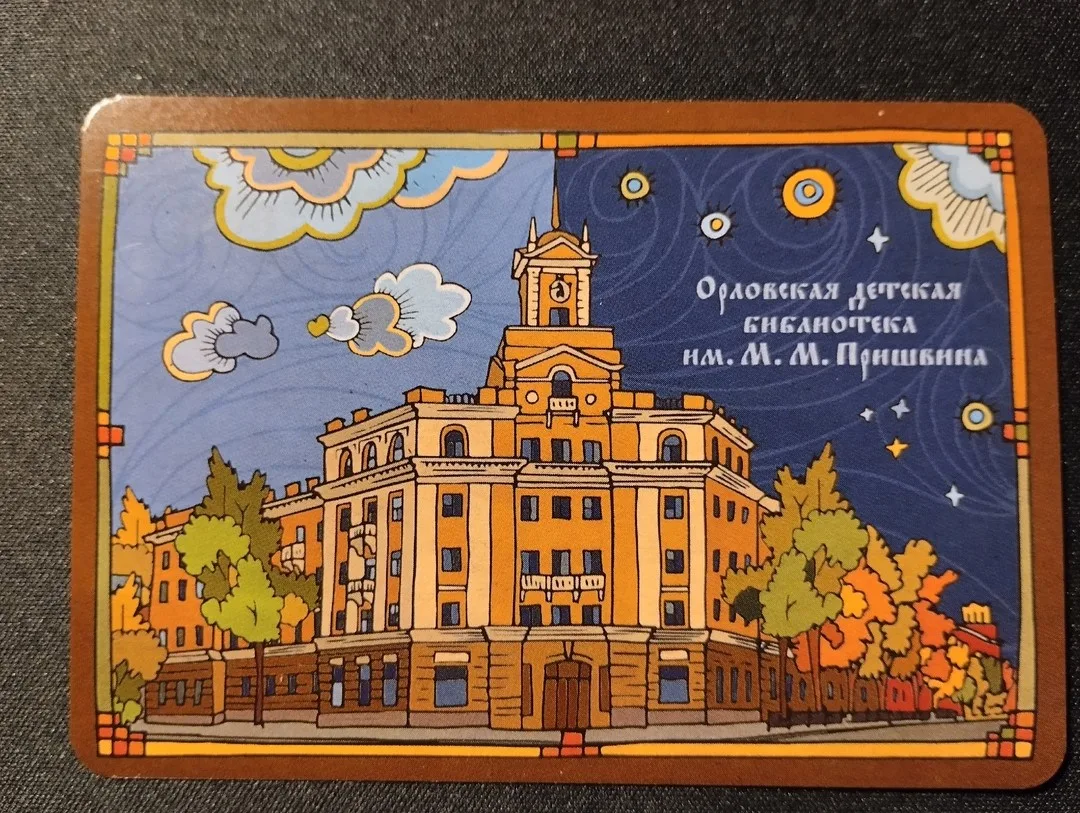 Орловская детская
библиотека
им. М. М. Пришвина